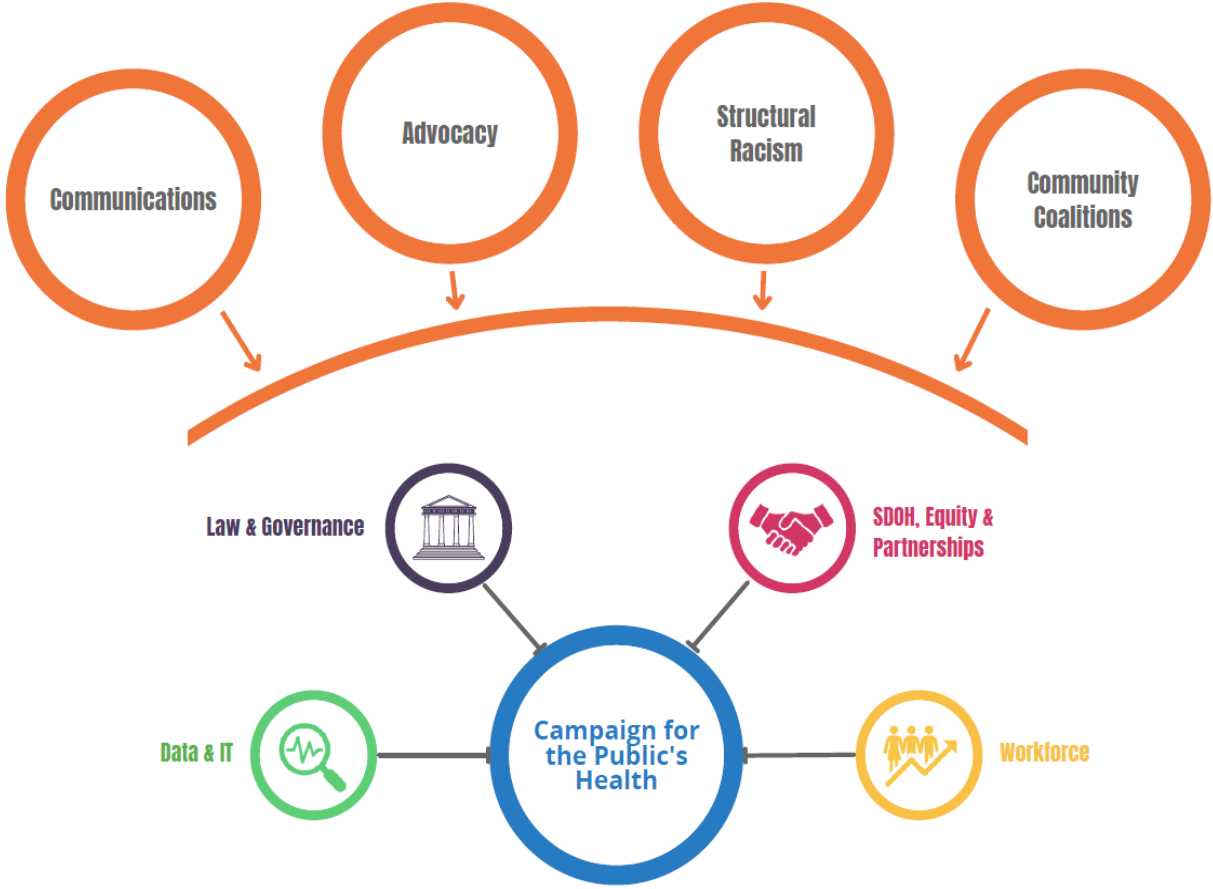 Communications
Advocacy
Structural
Racism
Community
Coalitions
Law & Governance
SDOH, Equity &
Partnerships
Data & IT
Campaign for
the Public's
Health
Workforce